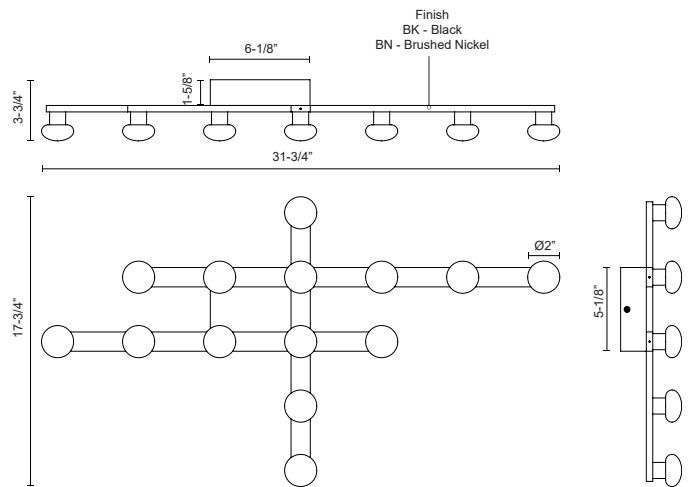 Finish
BK - Black
BN - Brushed Nickel
6-1/8"
1-5/8"
3-3/4"
31-3/4"
Ø2"
17-3/4"
5-1/8"